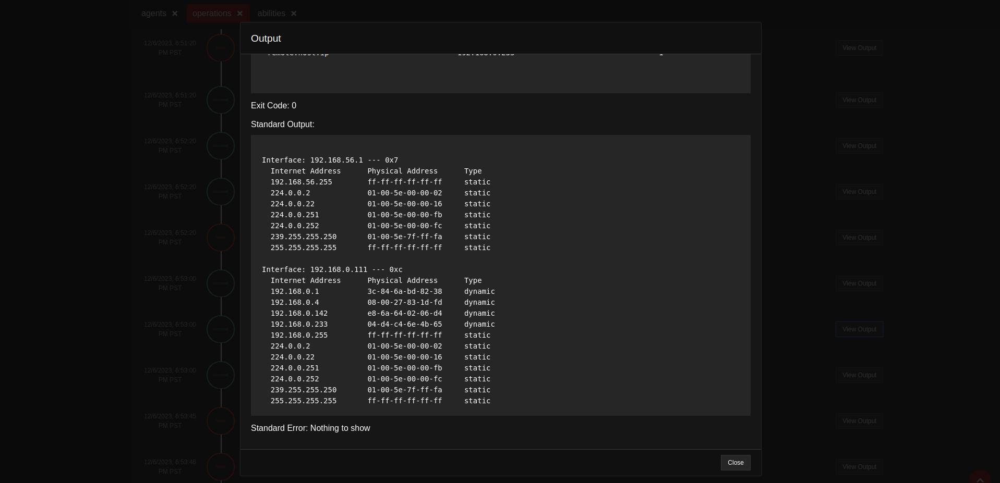 agents ✕ operations ✕ abilities ✕
Output
remote.host.ip 192.168.0.233 1
Exit Code: 0
Standard Output:
Interface: 192.168.56.1 --- 0x7
Internet Address Physical Address Type
192.168.56.255 ff-ff-ff-ff-ff-ff static
224.0.0.2 01-00-5e-00-00-02 static
224.0.0.22 01-00-5e-00-00-16 static
224.0.0.251 01-00-5e-00-00-fb static
224.0.0.252 01-00-5e-00-00-fc static
239.255.255.250 01-00-5e-7f-ff-fa static
255.255.255.255 ff-ff-ff-ff-ff-ff static
Interface: 192.168.0.111 --- 0xc
Internet Address Physical Address Type
192.168.0.1 3c-84-6a-bd-82-38 dynamic
192.168.0.4 08-00-27-83-1d-fd dynamic
192.168.0.142 e8-6a-64-02-06-d4 dynamic
192.168.0.233 04-d4-c4-6e-4b-65 dynamic
192.168.0.255 ff-ff-ff-ff-ff-ff static
224.0.0.2 01-00-5e-00-00-02 static
224.0.0.22 01-00-5e-00-00-16 static
224.0.0.251 01-00-5e-00-00-fb static
224.0.0.252 01-00-5e-00-00-fc static
239.255.255.250 01-00-5e-7f-ff-fa static
255.255.255.255 ff-ff-ff-ff-ff-ff static
Standard Error: Nothing to show
Close
12/6/2023, 6:51:20
PM PST
View Output
12/6/2023, 6:51:20
PM PST
View Output
12/6/2023, 6:52:20
PM PST
View Output
12/6/2023, 6:52:20
PM PST
View Output
12/6/2023, 6:52:20
PM PST
View Output
12/6/2023, 6:53:00
PM PST
View Output
12/6/2023, 6:53:00
PM PST
View Output
12/6/2023, 6:53:00
PM PST
View Output
12/6/2023, 6:53:45
PM PST
View Output
12/6/2023, 6:53:46
PM PST
View Output